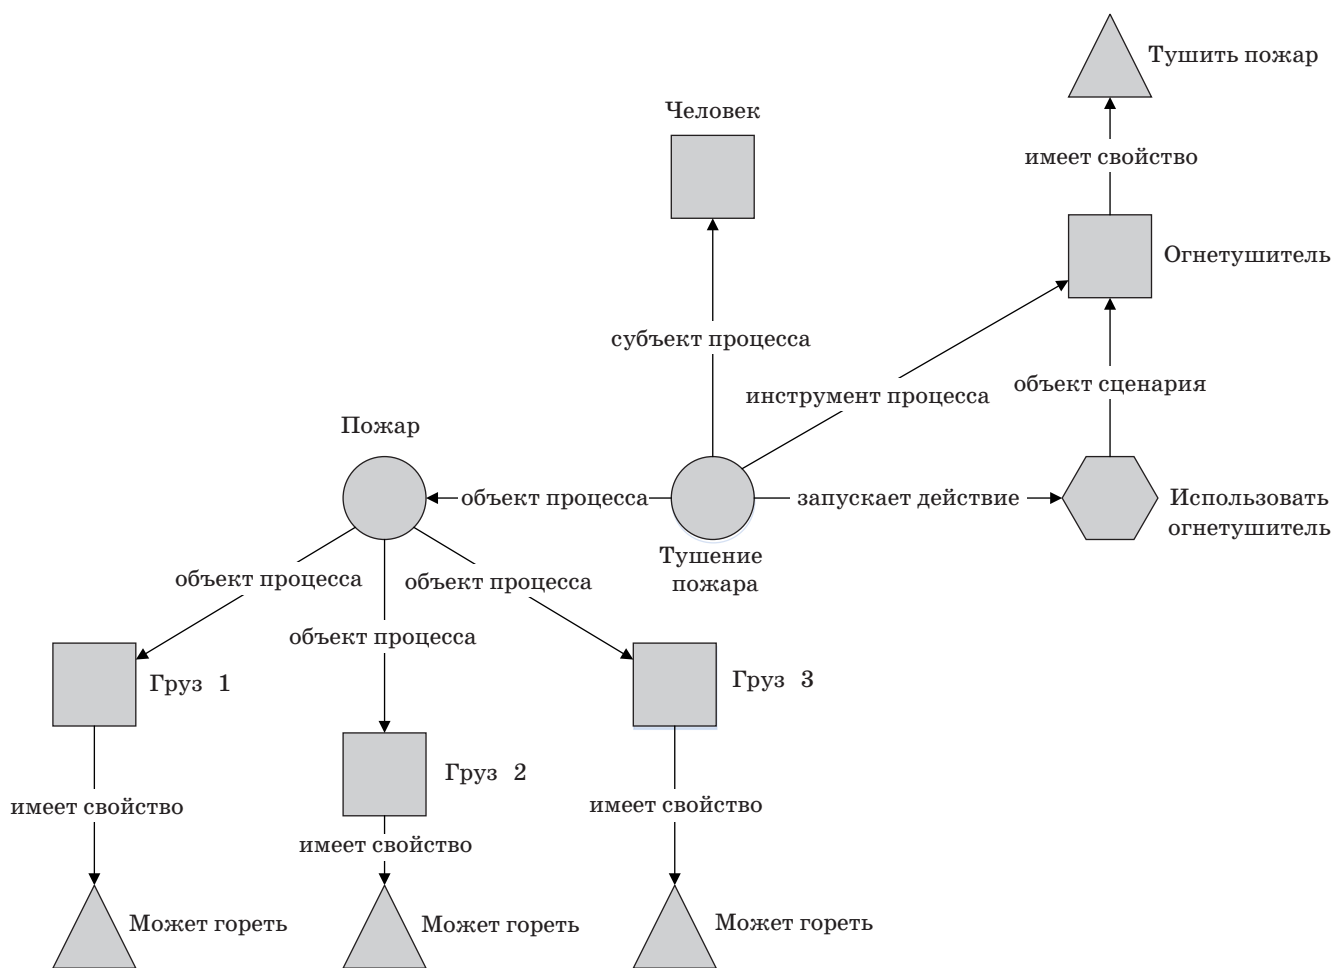 Тушить пожар
Человек
имеет свойство
Огнетушитель
субъект процесса
объект сценария
инструмент процесса
Пожар
объект процесса
запускает действие
Использовать
огнетушитель
Тушение
пожара
объект процесса
объект процесса
объект процесса
Груз 1
Груз 3
Груз 2
имеет свойство
имеет свойство
имеет свойство
Может гореть
Может гореть
Может гореть